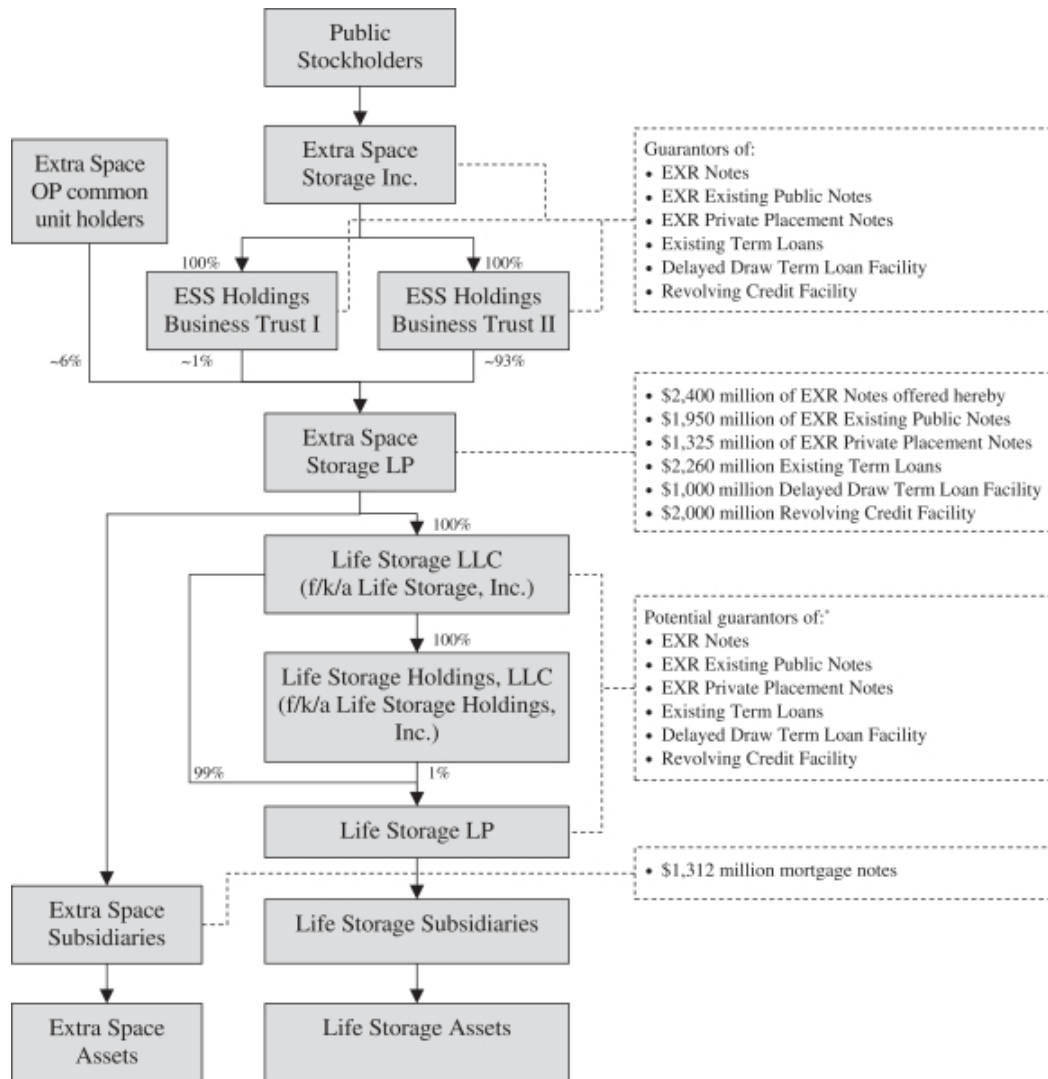 Public
Stockholders
Extra Space
Storage Inc.
Extra Space
OP common
unit holders
Guarantors of:
• EXR Notes
• EXR Existing Public Notes
• EXR Private Placement Notes
• Existing Term Loans
• Delayed Draw Term Loan Facility
• Revolving Credit Facility
100%
100%
ESS Holdings
Business Trust I
ESS Holdings
Business Trust II
~6%
~1%
~93%
Extra Space
Storage LP
• $2,400 million of EXR Notes offered hereby
• $1,950 million of EXR Existing Public Notes
• $1,325 million of EXR Private Placement Notes
• $2,260 million Existing Term Loans
• $1,000 million Delayed Draw Term Loan Facility
• $2,000 million Revolving Credit Facility
100%
Life Storage LLC
(f/k/a Life Storage, Inc.)
100%
Life Storage Holdings, LLC
(f/k/a Life Storage Holdings,
Inc.)
Potential guarantors of:*
• EXR Notes
• EXR Existing Public Notes
• EXR Private Placement Notes
• Existing Term Loans
• Delayed Draw Term Loan Facility
• Revolving Credit Facility
99%
1%
Life Storage LP
• $1,312 million mortgage notes
Extra Space
Subsidiaries
Life Storage Subsidiaries
Extra Space
Assets
Life Storage Assets